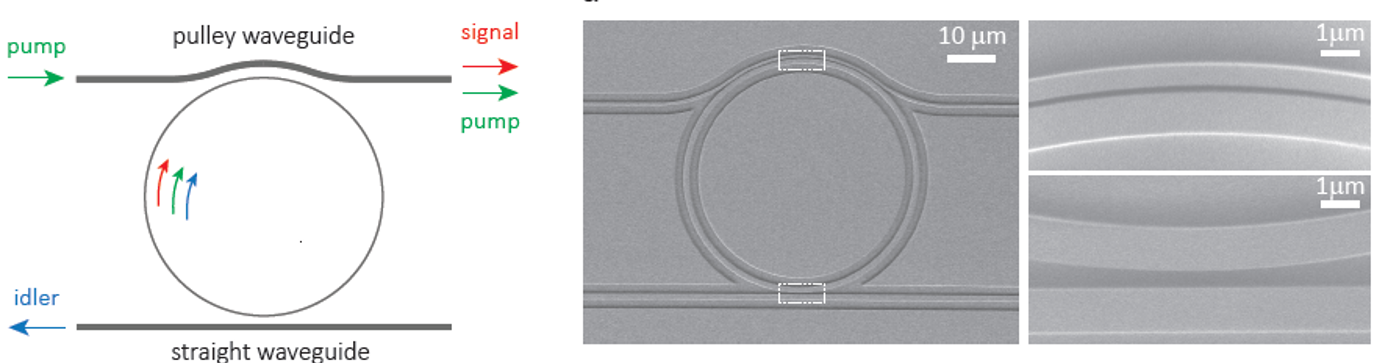 pulley waveguide
pump
signal
pump
idler
straight waveguide
10 µm
1µm
1µm